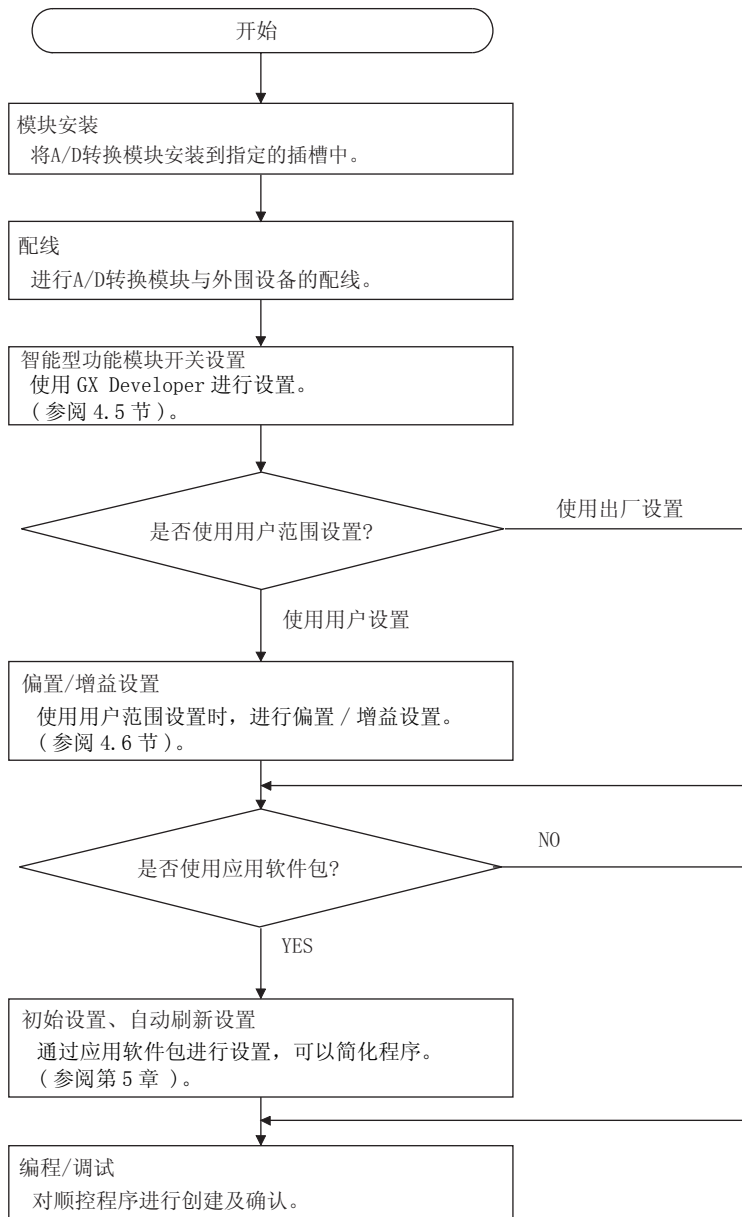 开始
模块安装
将A/D转换模块安装到指定的插槽中。
配线
进行A/D转换模块与外围设备的配线。
智能型功能模块开关设置
使用 GX Developer 进行设置。
( 参阅 4.5 节 )。
是否使用用户范围设置?
使用出厂设置
使用用户设置
偏置/增益设置
使用用户范围设置时，进行偏置 / 增益设置。
( 参阅 4.6 节 )。
是否使用应用软件包?
NO
YES
初始设置、自动刷新设置
通过应用软件包进行设置，可以简化程序。
( 参阅第 5 章 )。
编程/调试
对顺控程序进行创建及确认。